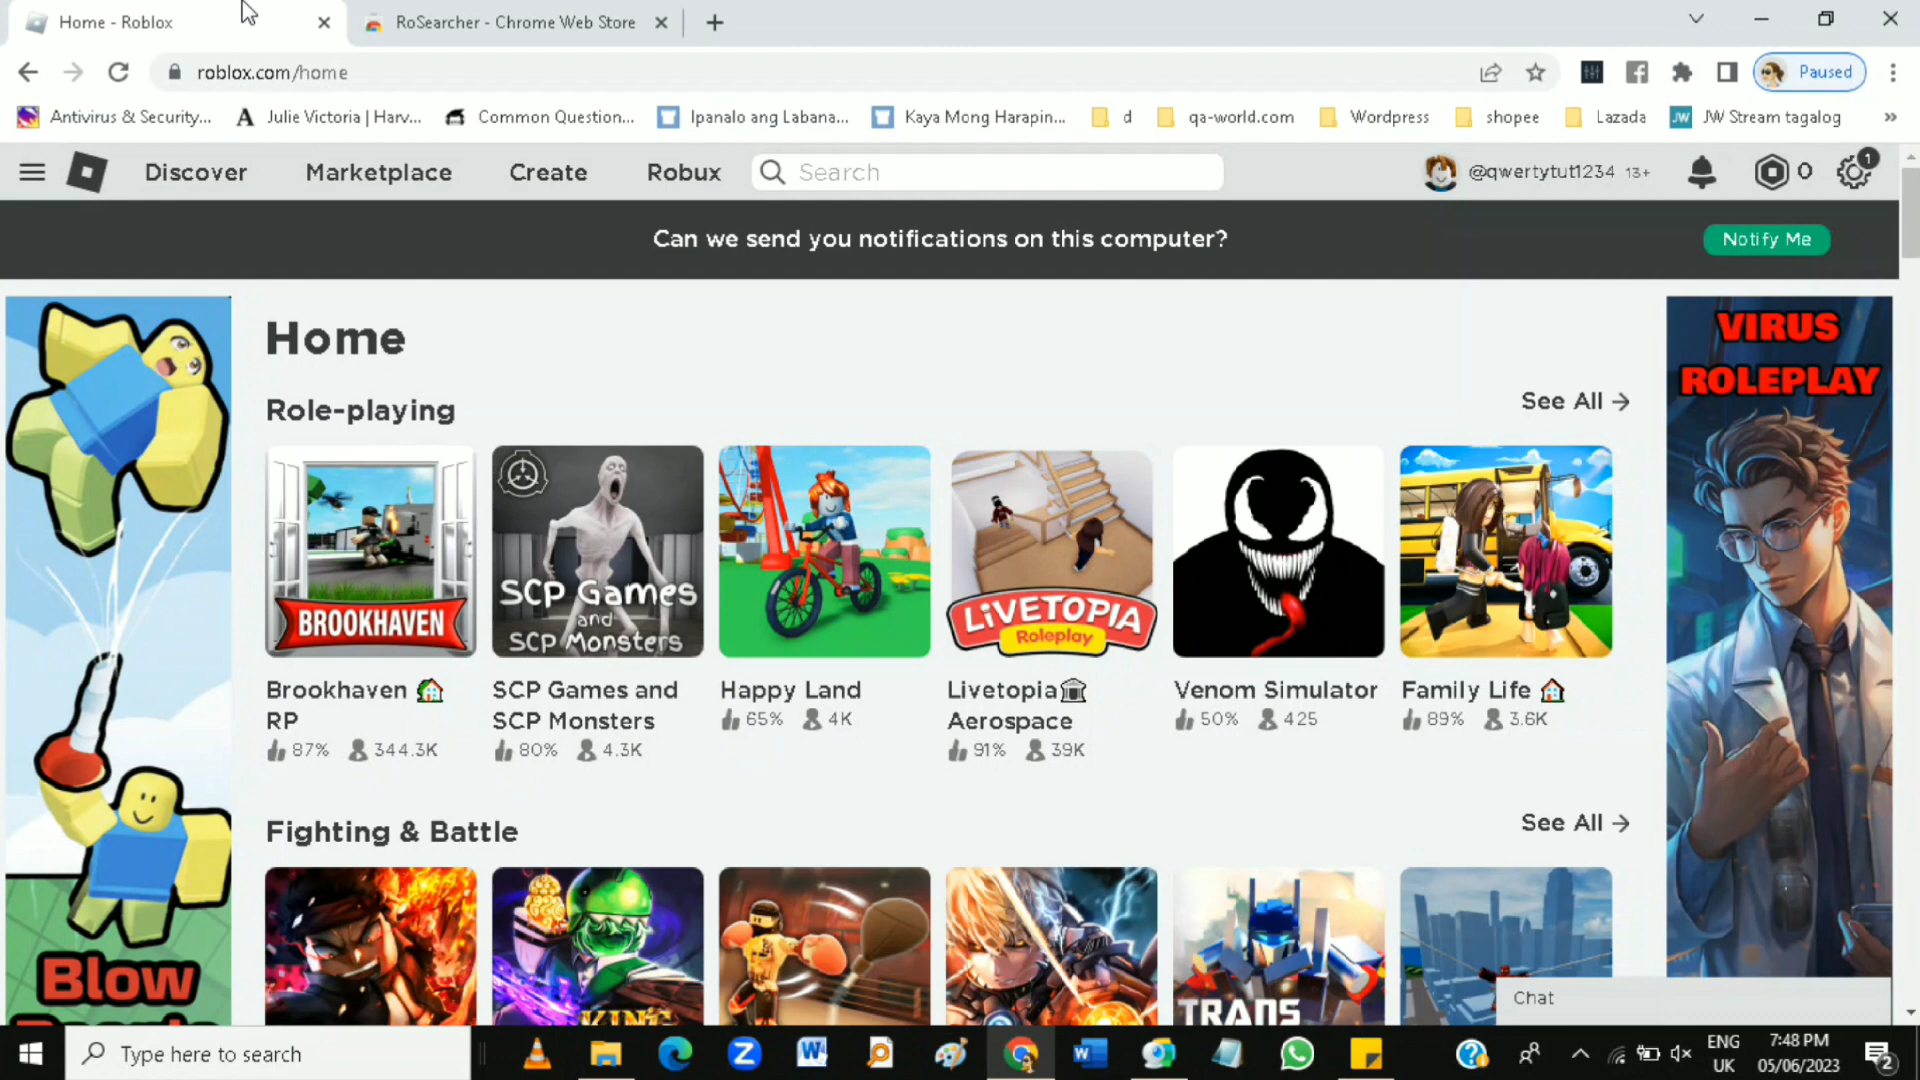 Home - Roblox
RoSearcher - Chrome Web Store
roblox.com/home
Paused
Antivirus & Security...
Julie Victoria | Harv...
Common Question...
Ipanalo ang Labana...
Kaya Mong Harapin...
d
qa-world.com
Wordpress
shopee
Lazada
JW Stream tagalog
Discover
Marketplace
Create
Robux
Search
@qwertytut1234 13+
0
1
Can we send you notifications on this computer?
Notify Me
Home
Role-playing
See All
BROOKHAVEN
SCP Games
and
SCP Monsters
LiVETOPiA
Roleplay
Brookhaven RP
87% 344.3K
SCP Games and SCP Monsters
80% 4.3K
Happy Land
65% 4K
Livetopia Aerospace
91% 39K
Venom Simulator
50% 425
Family Life
89% 3.6K
Fighting & Battle
See All
KING
TRANS
Blow
VIRUS
ROLEPLAY
Chat
Type here to search
ENG
UK
7:48 PM
05/06/2023
2